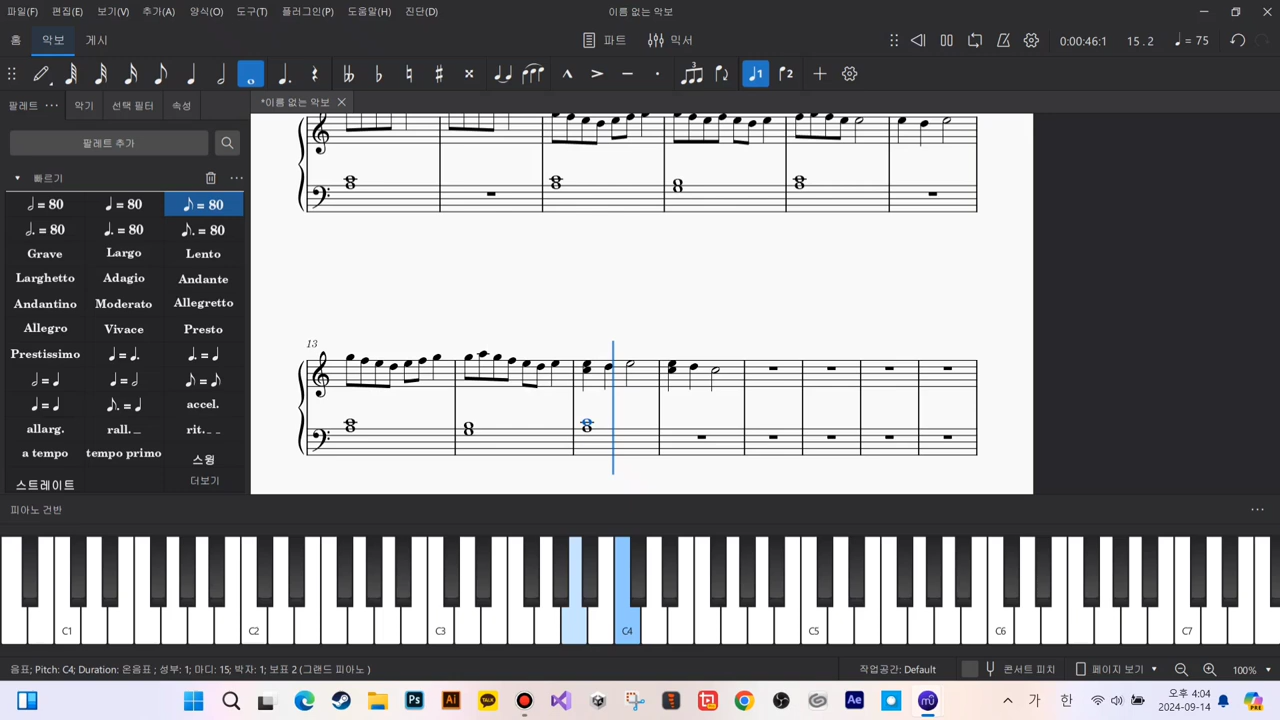 파일(F) 편집(E) 보기(V) 추가(A) 양식(O) 도구(T) 플러그인(P) 도움말(H) 진단(D) 이름 없는 악보
홈 악보 게시 파트 믹서 0:00:46:1 15 . 2 = 75
3 1 2
팔레트 악기 선택 필터 속성 *이름 없는 악보
팔레트 추가
빠르기
= 80 = 80 = 80
= 80 = 80 = 80
Grave Largo Lento
Larghetto Adagio Andante
Andantino Moderato Allegretto
Allegro Vivace Presto
Prestissimo
accel.
allarg. rall. _ rit. _ _
a tempo tempo primo 스윙
스트레이트 더보기
13
피아노 건반
C1 C2 C3 C4 C5 C6 C7
음표; Pitch: C4; Duration: 온음표 ; 성부: 1; 마디: 15; 박자: 1; 보표 2 (그랜드 피아노 ) 작업공간: Default 콘서트 피치 페이지 보기 100%
Ps Ai TALK Ae 가 한 오후 4:04
2024-09-14 PRE